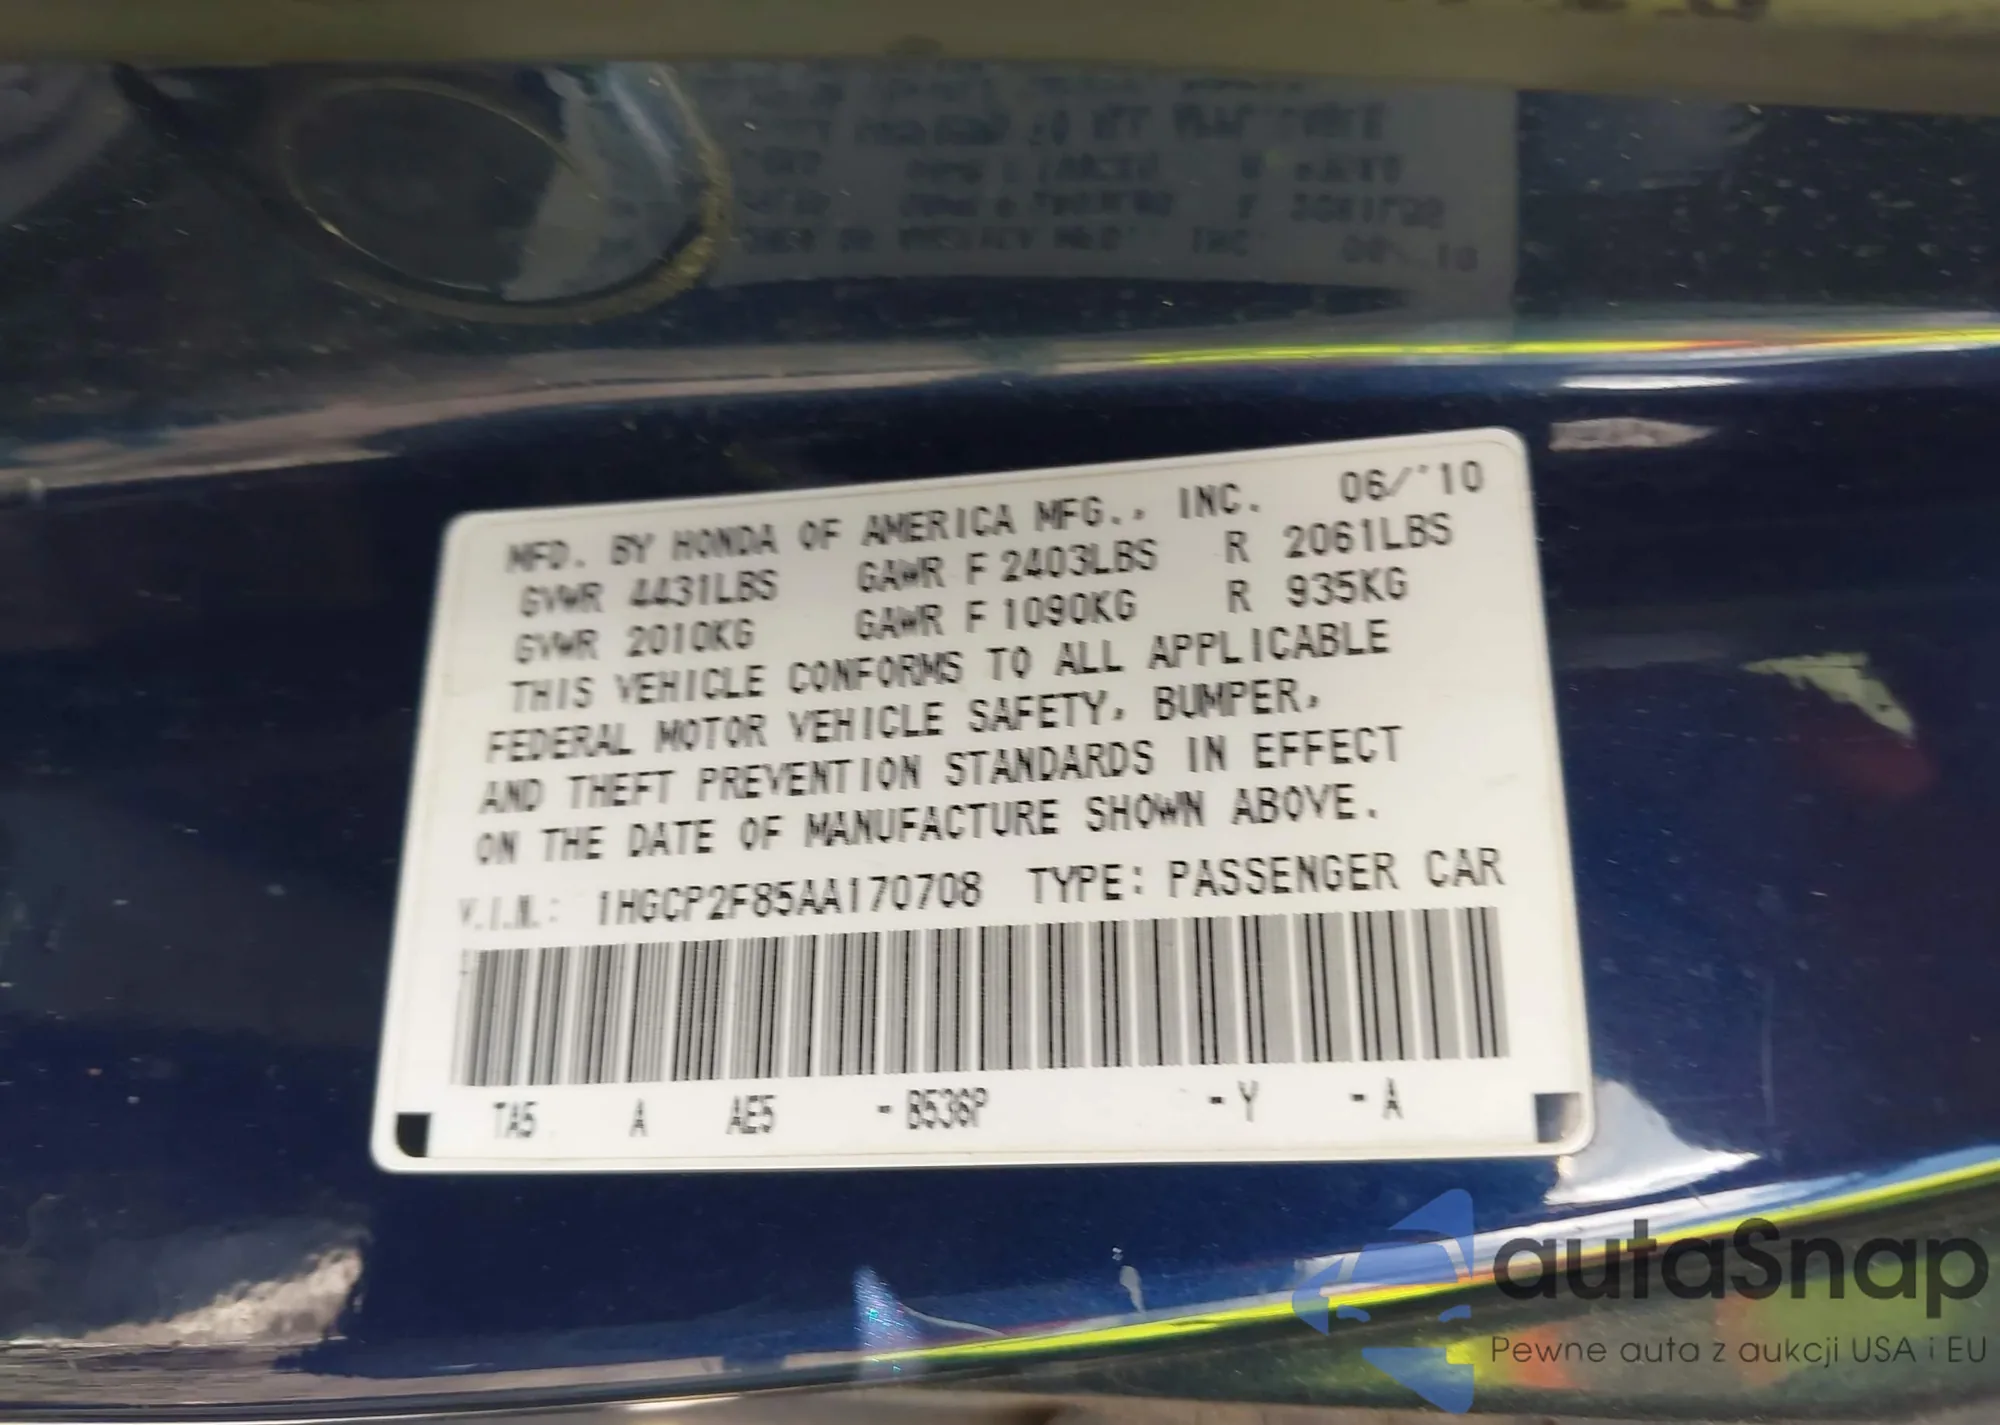 MFD. BY HONDA OF AMERICA MFG., INC. 06/'10
GVWR 4431LBS GAWR F 2403LBS R 2061LBS
GVWR 2010KG GAWR F 1090KG R 935KG
THIS VEHICLE CONFORMS TO ALL APPLICABLE
FEDERAL MOTOR VEHICLE SAFETY, BUMPER,
AND THEFT PREVENTION STANDARDS IN EFFECT
ON THE DATE OF MANUFACTURE SHOWN ABOVE.
V.I.N.: 1HGCP2F85AA170708 TYPE: PASSENGER CAR
TA5 A AE5 - B536P - Y - A
autaSnap
Pewne auta z aukcji USA i EU